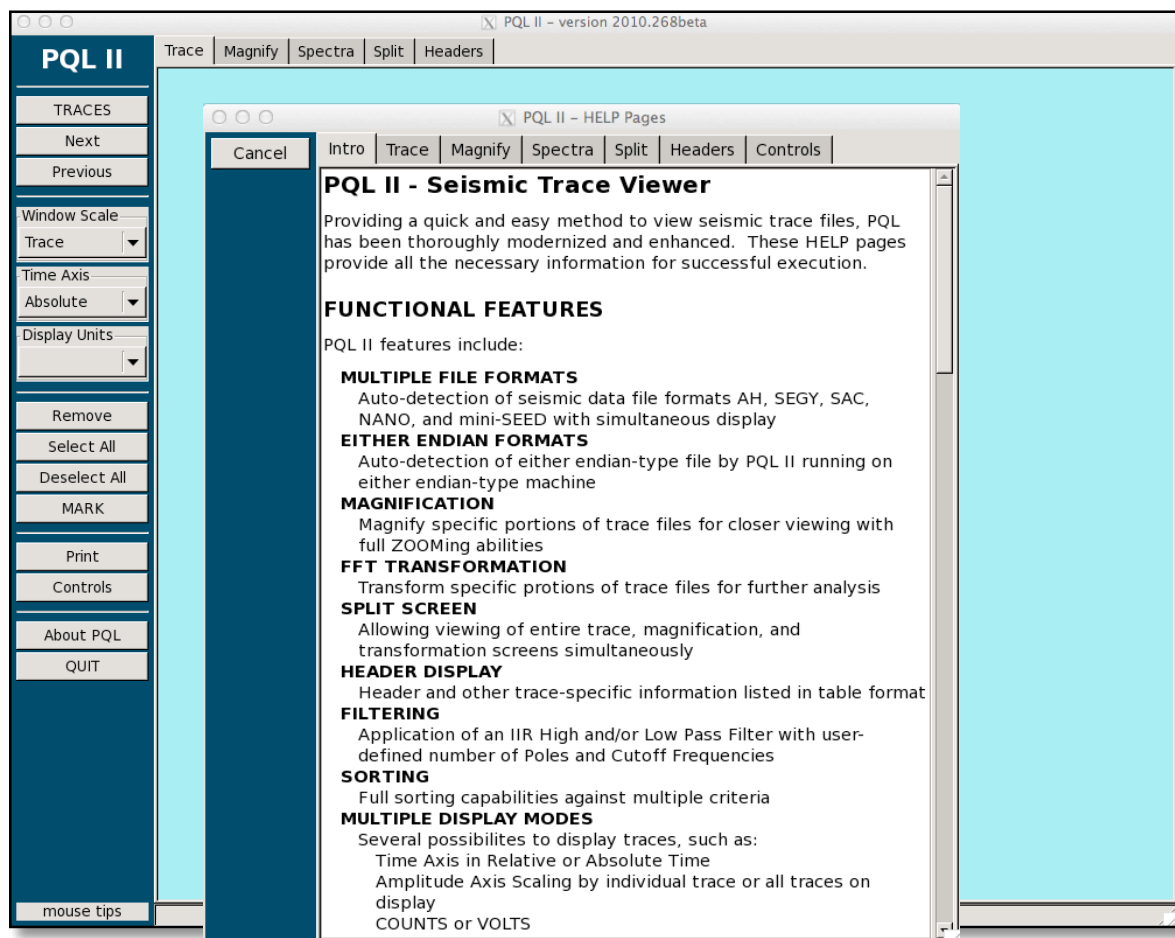 PQL II – version 2010.268beta
PQL II
Trace Magnify Spectra Split Headers
TRACES
Next
Previous
Window Scale
Trace
Time Axis
Absolute
Display Units
Remove
Select All
Deselect All
MARK
Print
Controls
About PQL
QUIT
mouse tips
PQL II – HELP Pages
Cancel
Intro Trace Magnify Spectra Split Headers Controls
PQL II - Seismic Trace Viewer
Providing a quick and easy method to view seismic trace files, PQL
has been thoroughly modernized and enhanced.  These HELP pages
provide all the necessary information for successful execution.
FUNCTIONAL FEATURES
PQL II features include:
MULTIPLE FILE FORMATS
Auto-detection of seismic data file formats AH, SEGY, SAC,
NANO, and mini-SEED with simultaneous display
EITHER ENDIAN FORMATS
Auto-detection of either endian-type file by PQL II running on
either endian-type machine
MAGNIFICATION
Magnify specific portions of trace files for closer viewing with
full ZOOMing abilities
FFT TRANSFORMATION
Transform specific protions of trace files for further analysis
SPLIT SCREEN
Allowing viewing of entire trace, magnification, and
transformation screens simultaneously
HEADER DISPLAY
Header and other trace-specific information listed in table format
FILTERING
Application of an IIR High and/or Low Pass Filter with user-
defined number of Poles and Cutoff Frequencies
SORTING
Full sorting capabilities against multiple criteria
MULTIPLE DISPLAY MODES
Several possibilites to display traces, such as:
Time Axis in Relative or Absolute Time
Amplitude Axis Scaling by individual trace or all traces on
display
COUNTS or VOLTS